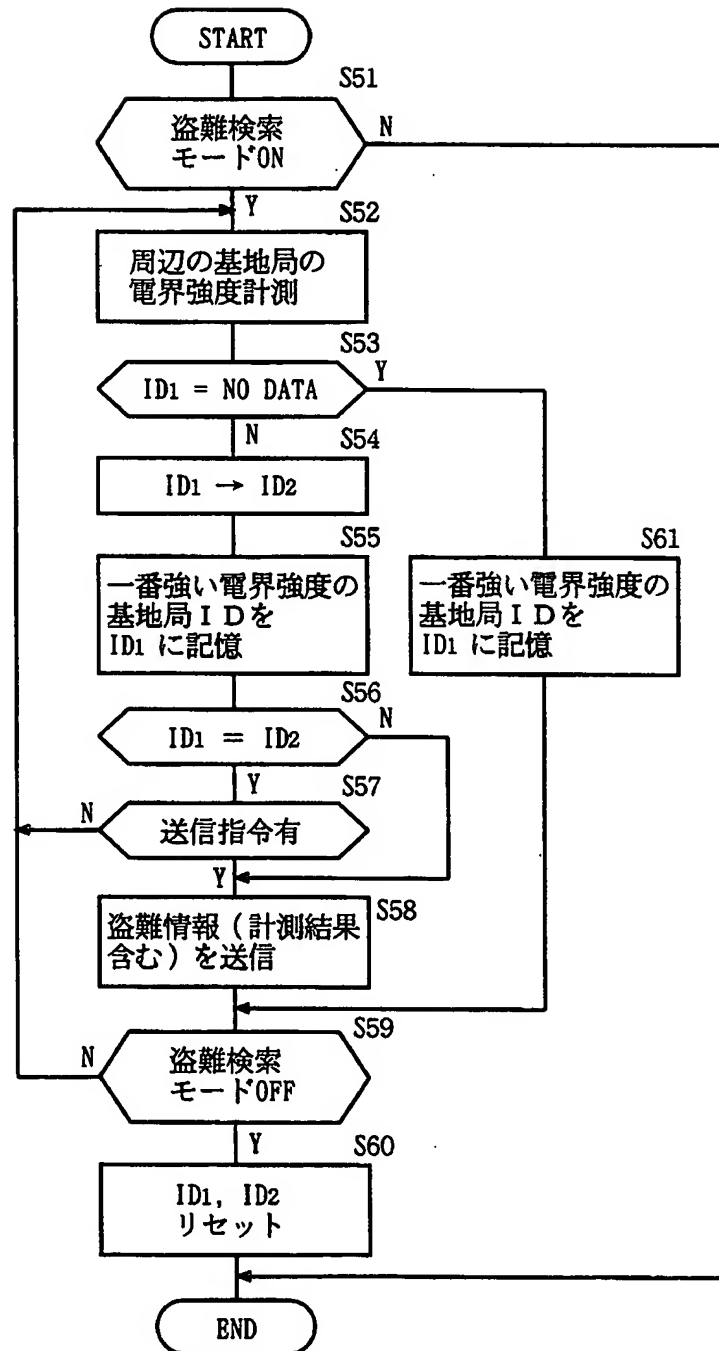 START
S51
盗難検索
モードON
N
Y
S52
周辺の基地局の
電界強度計測
S53
ID1 = NO DATA
Y
N
S54
ID1 → ID2
S55
一番強い電界強度の
基地局ＩＤを
ID1 に記憶
S61
一番強い電界強度の
基地局ＩＤを
ID1 に記憶
S56
ID1 = ID2
N
Y
S57
N
送信指令有
Y
S58
盗難情報（計測結果
含む）を送信
S59
N
盗難検索
モードOFF
Y
S60
ID1, ID2
リセット
END